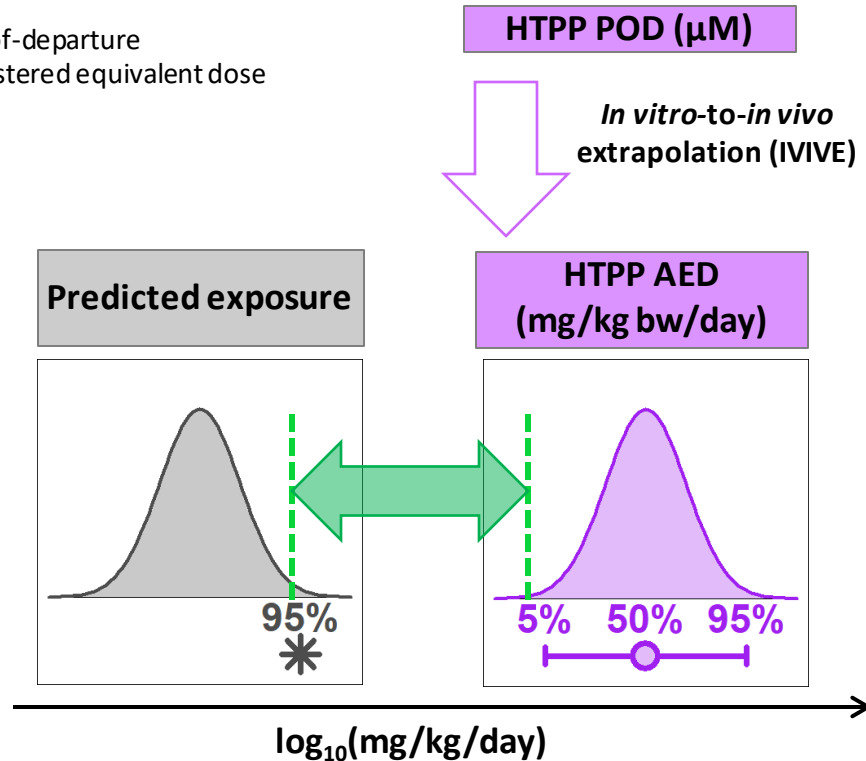 of-departure
stered equivalent dose
HTPP POD (µM)
In vitro-to-in vivo
extrapolation (IVIVE)
Predicted exposure
HTPP AED
(mg/kg bw/day)
95%
5% 50% 95%
log₁₀(mg/kg/day)